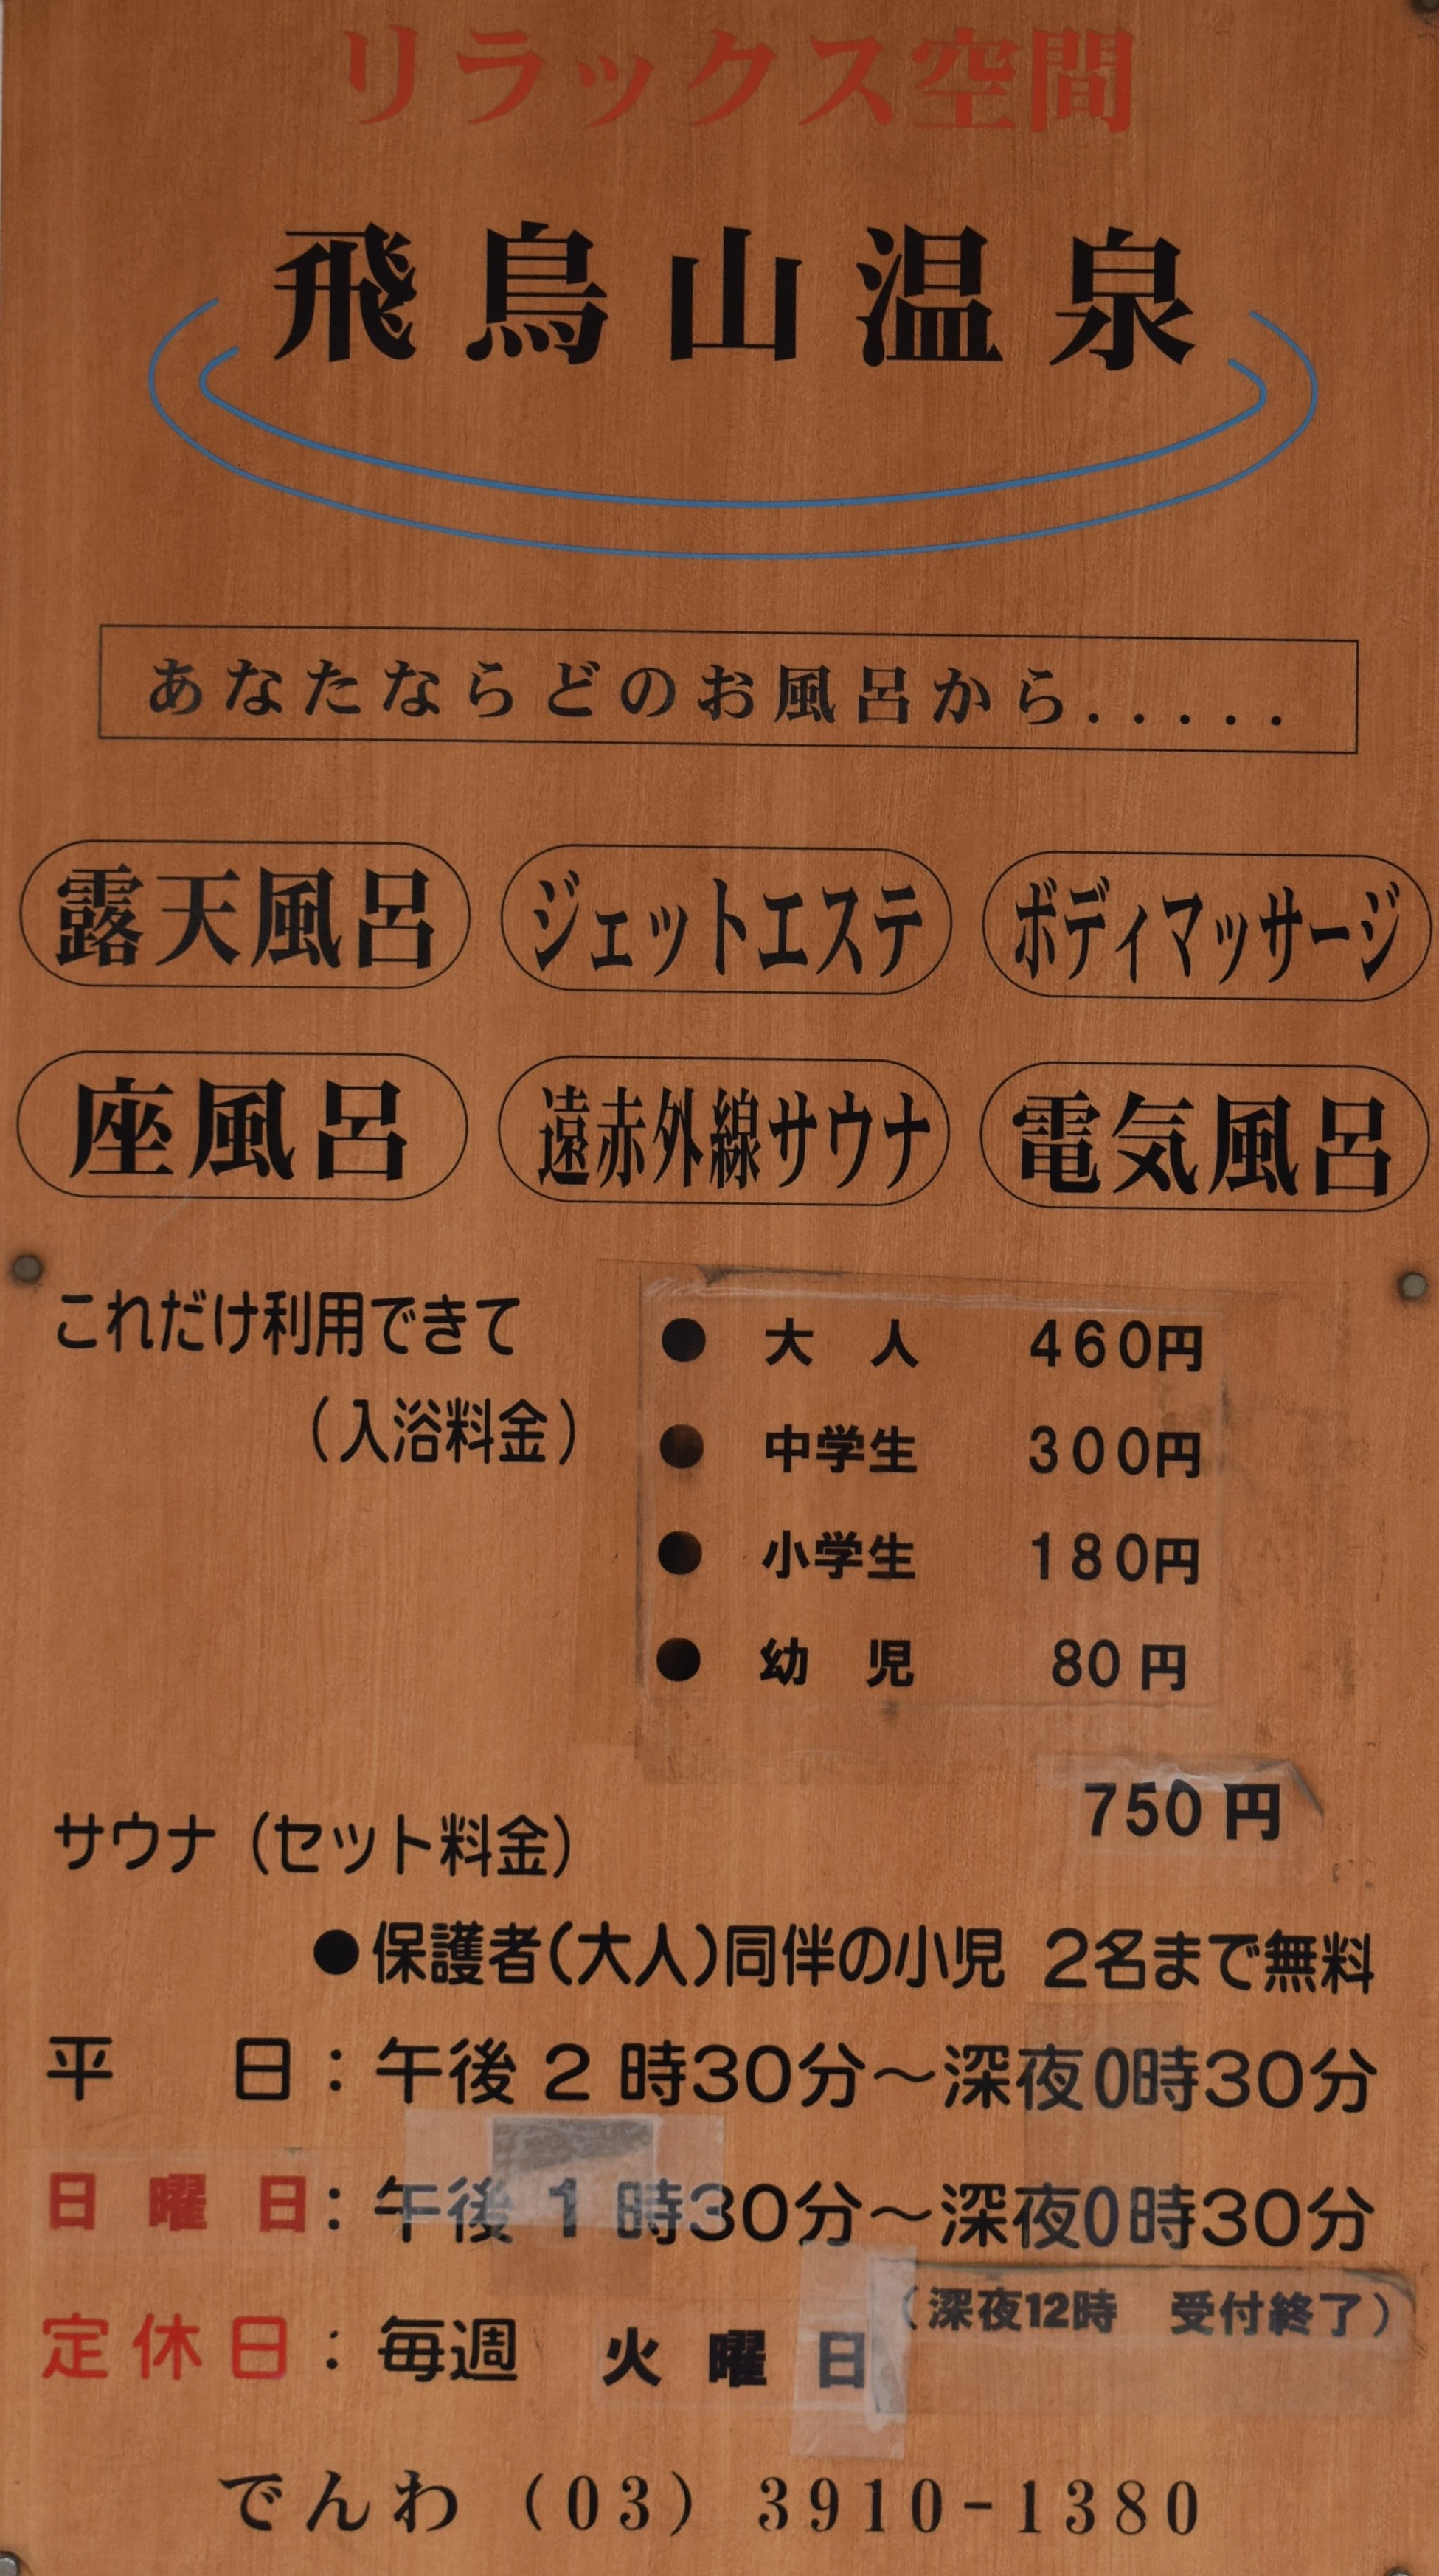 リラックス空間
飛鳥山温泉
あなたならどのお風呂から.....
露天風呂 ジェットエステ ボディマッサージ
座風呂 遠赤外線サウナ 電気風呂
これだけ利用できて
(入浴料金)
● 大人 460円
● 中学生 300円
● 小学生 180円
● 幼児 80円
サウナ(セット料金) 750円
●保護者(大人)同伴の小児 2名まで無料
平日:午後2時30分～深夜0時30分
日曜日:午後1時30分～深夜0時30分
(深夜12時 受付終了)
定休日:毎週 火曜日
でんわ (03) 3910-1380